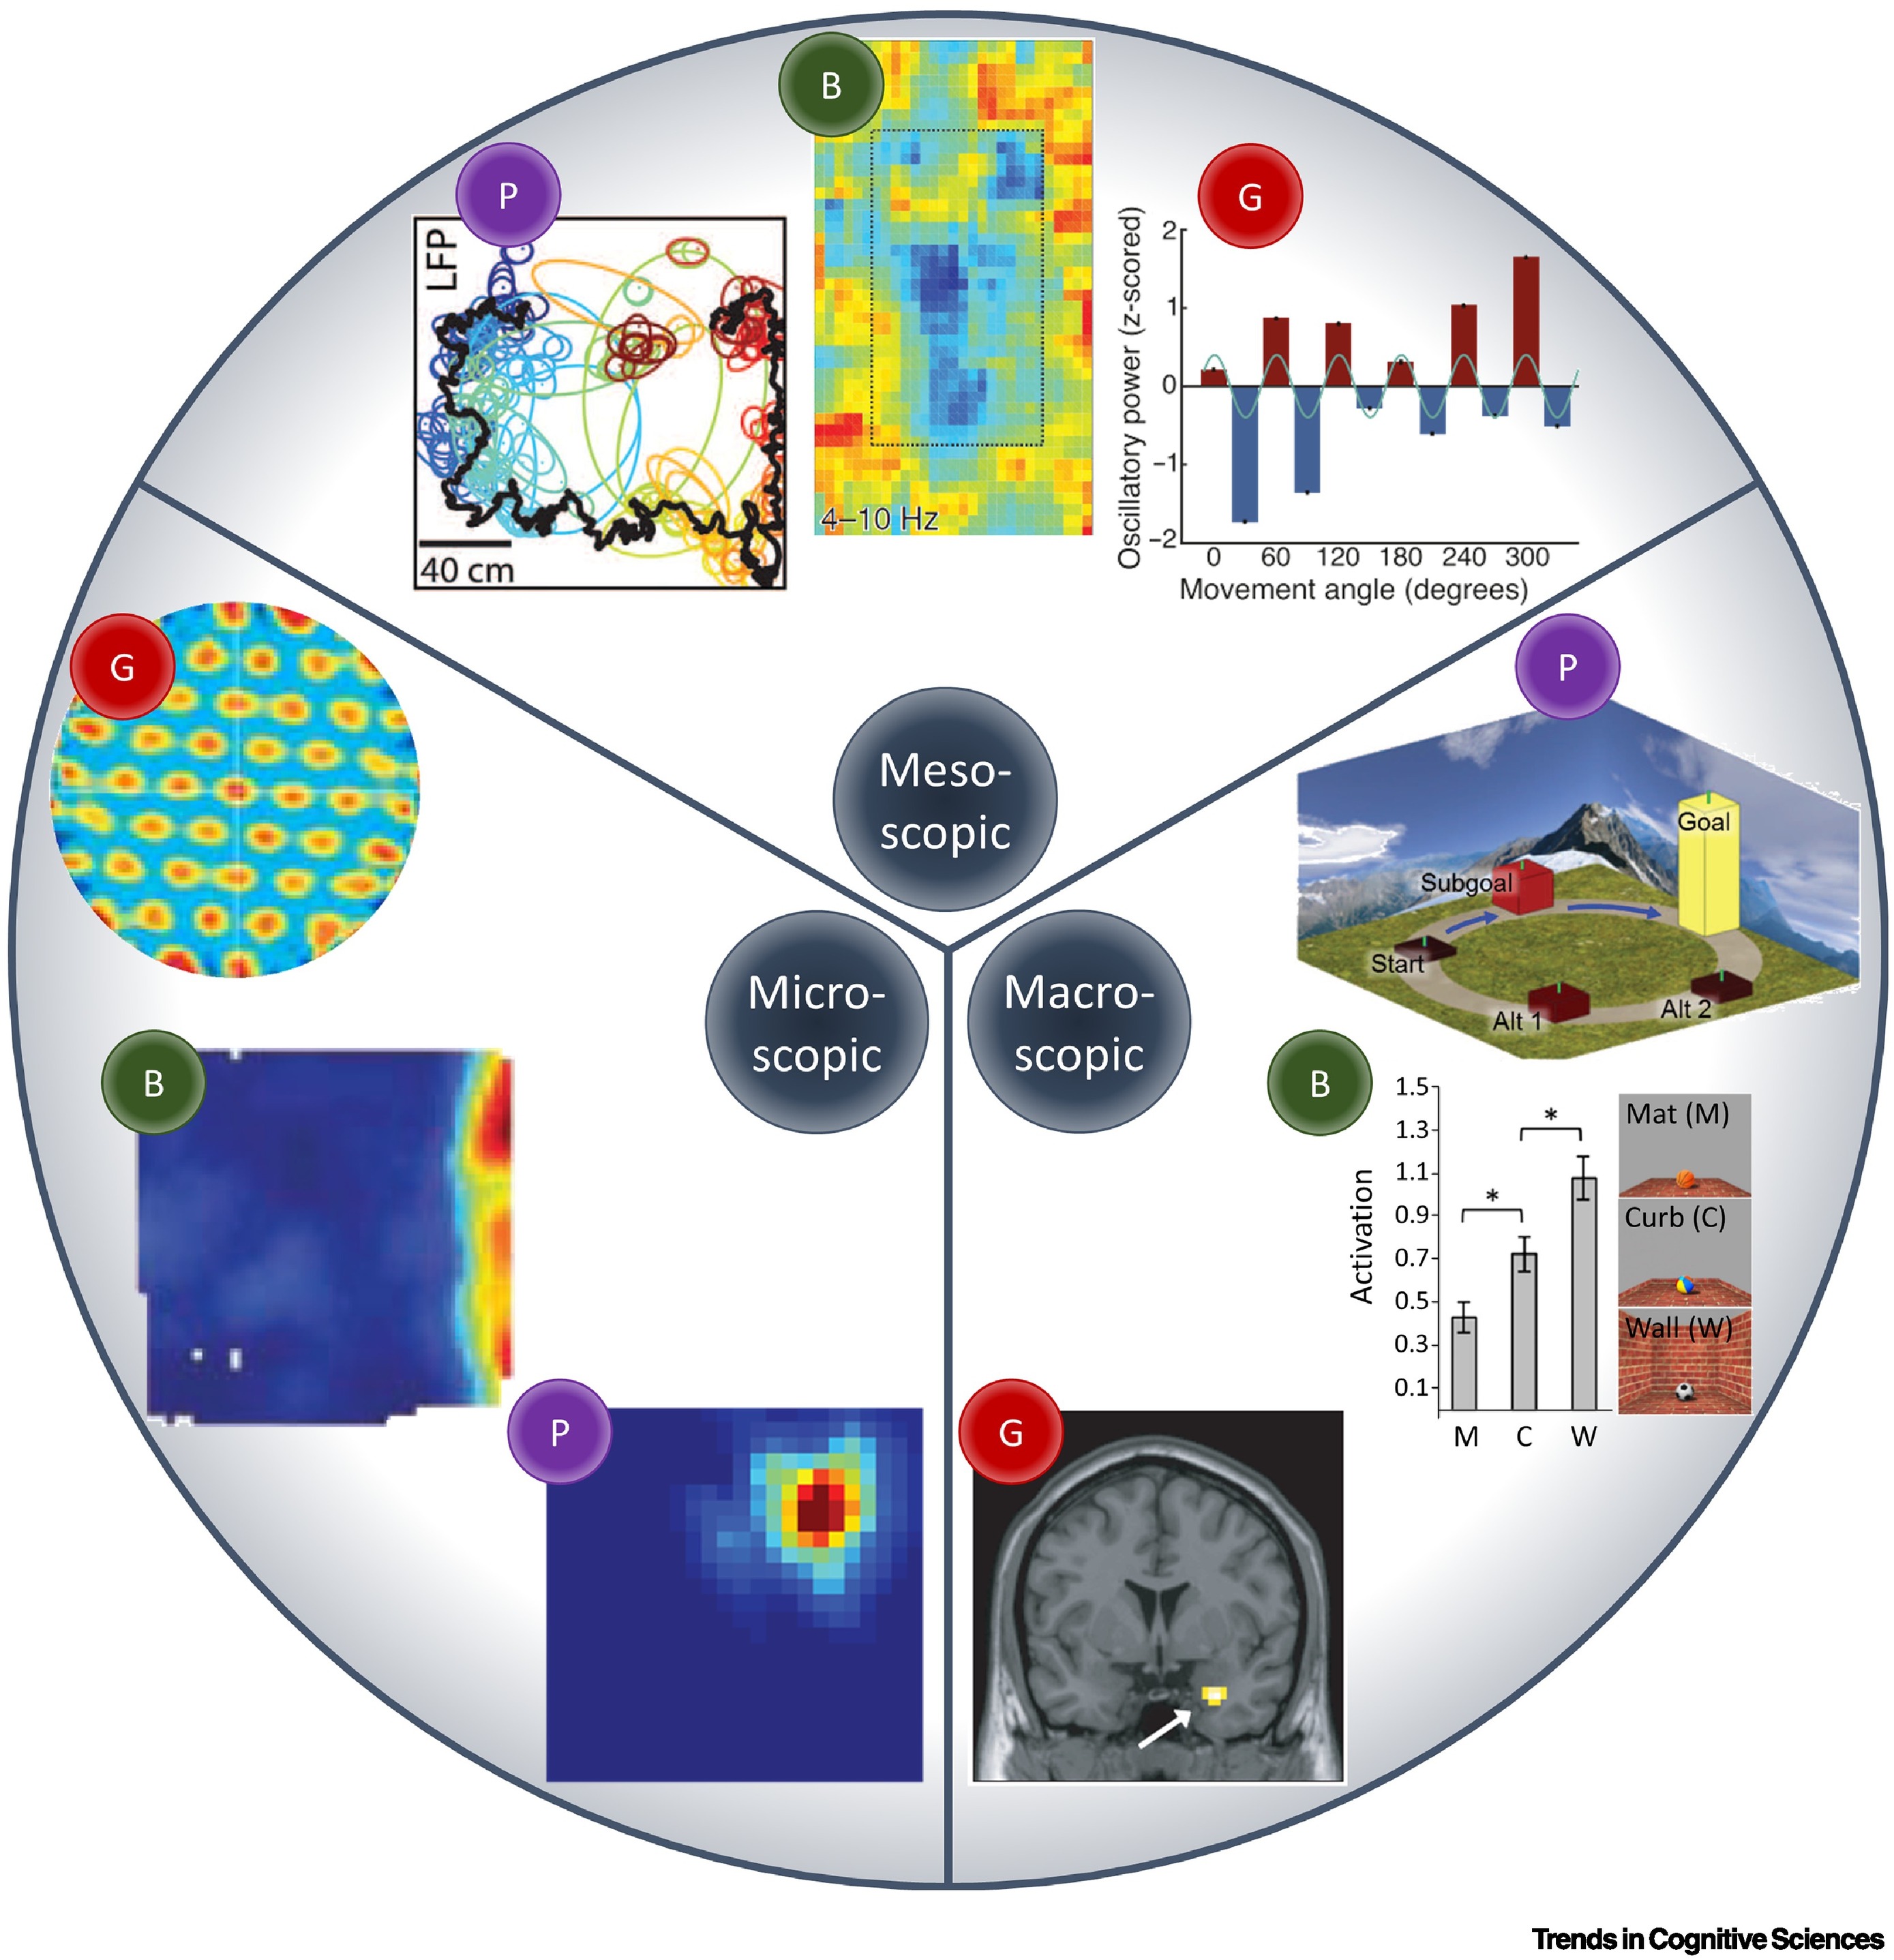 B
P
G
LFP
40 cm
4–10 Hz
Oscillatory power (z-scored)
2
1
0
−1
−2
0 60 120 180 240 300
Movement angle (degrees)
G
P
Meso-
scopic
Goal
Subgoal
Start
Alt 1
Alt 2
Micro-
scopic
Macro-
scopic
B
B
Activation
1.5
1.3
1.1
0.9
0.7
0.5
0.3
0.1
*
*
M C W
Mat (M)
Curb (C)
Wall (W)
P
G
Trends in Cognitive Sciences